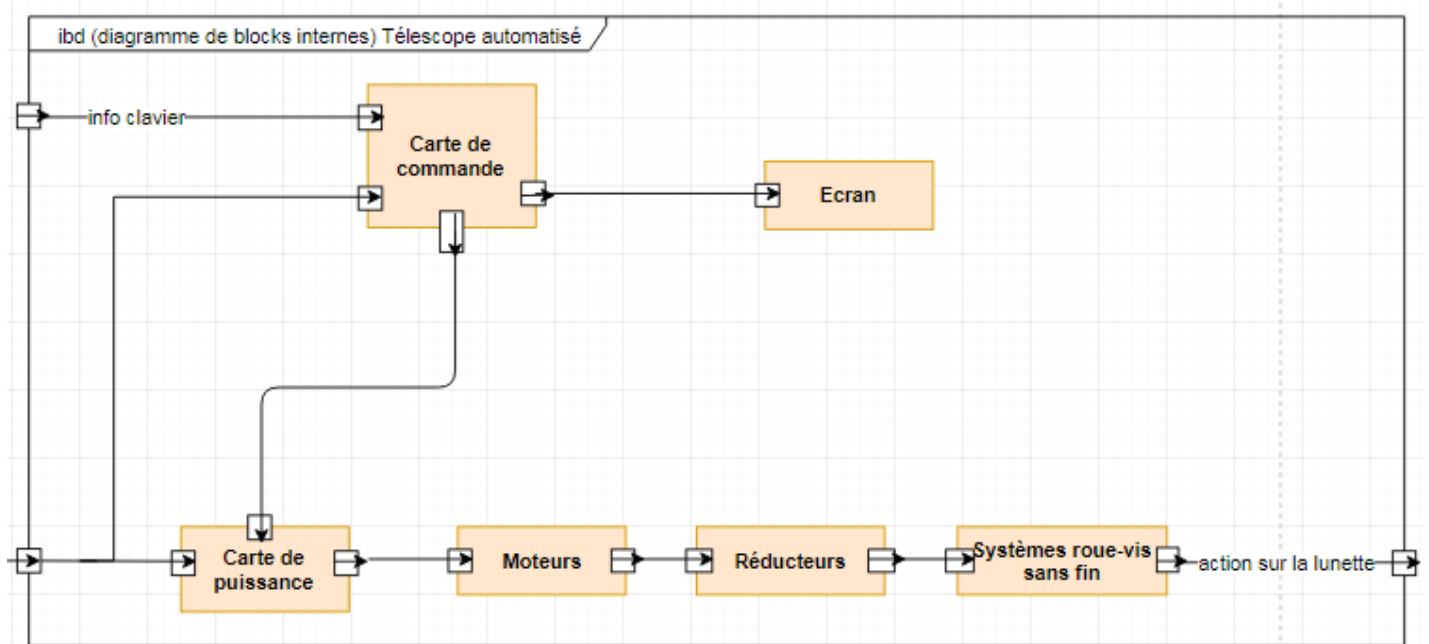 ibd (diagramme de blocks internes) Télescope automatisé
info clavier
Carte de
commande
Ecran
Carte de
puissance
Moteurs
Réducteurs
Systèmes roue-vis
sans fin
action sur la lunette